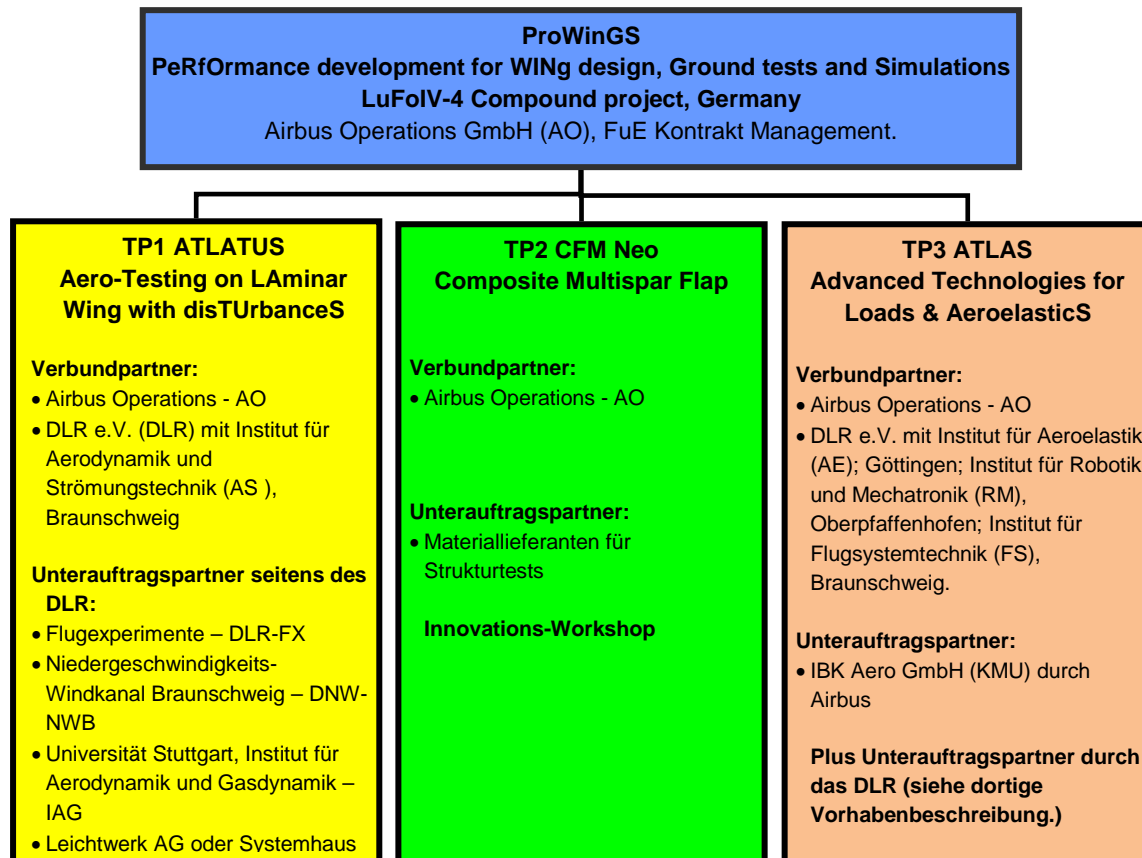 ProWinGS
PeRfOrmance development for WINg design, Ground tests and Simulations
LuFoIV-4 Compound project, Germany
Airbus Operations GmbH (AO), FuE Kontrakt Management.
TP1 ATLATUS
Aero-Testing on LAminar
Wing with disTUrbanceS
Verbundpartner:
• Airbus Operations - AO
• DLR e.V. (DLR) mit Institut für
Aerodynamik und
Strömungstechnik (AS ),
Braunschweig
Unterauftragspartner seitens des
DLR:
• Flugexperimente – DLR-FX
• Niedergeschwindigkeits-
Windkanal Braunschweig – DNW-
NWB
• Universität Stuttgart, Institut für
Aerodynamik und Gasdynamik –
IAG
• Leichtwerk AG oder Systemhaus
TP2 CFM Neo
Composite Multispar Flap
Verbundpartner:
• Airbus Operations - AO
Unterauftragspartner:
• Materiallieferanten für
Strukturtests
Innovations-Workshop
TP3 ATLAS
Advanced Technologies for
Loads & AeroelasticS
Verbundpartner:
• Airbus Operations - AO
• DLR e.V. mit Institut für Aeroelastik
(AE); Göttingen; Institut für Robotik
und Mechatronik (RM),
Oberpfaffenhofen; Institut für
Flugsystemtechnik (FS),
Braunschweig.
Unterauftragspartner:
• IBK Aero GmbH (KMU) durch
Airbus
Plus Unterauftragspartner durch
das DLR (siehe dortige
Vorhabenbeschreibung.)